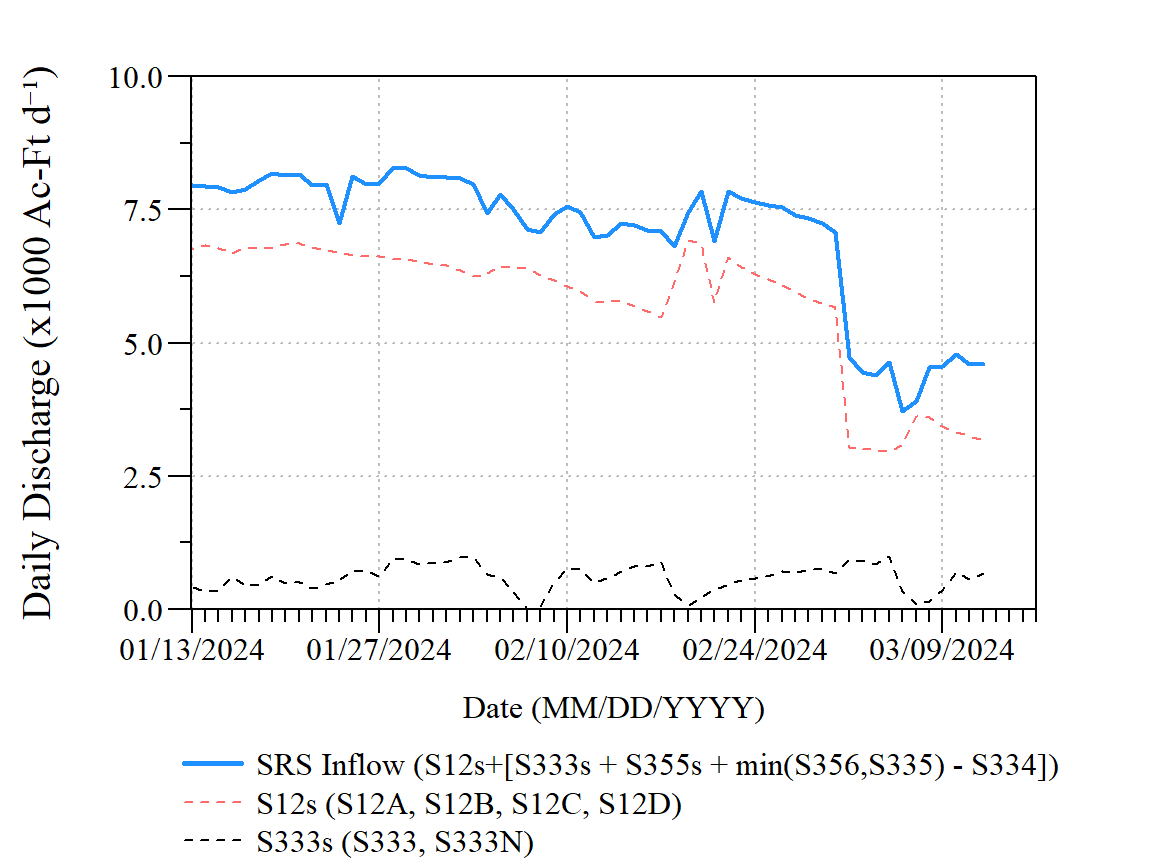 Daily Discharge (x1000 Ac-Ft d⁻¹)
10.0
7.5
5.0
2.5
0.0
01/13/2024 01/27/2024 02/10/2024 02/24/2024 03/09/2024
Date (MM/DD/YYYY)
SRS Inflow (S12s+[S333s + S355s + min(S356,S335) - S334])
S12s (S12A, S12B, S12C, S12D)
S333s (S333, S333N)